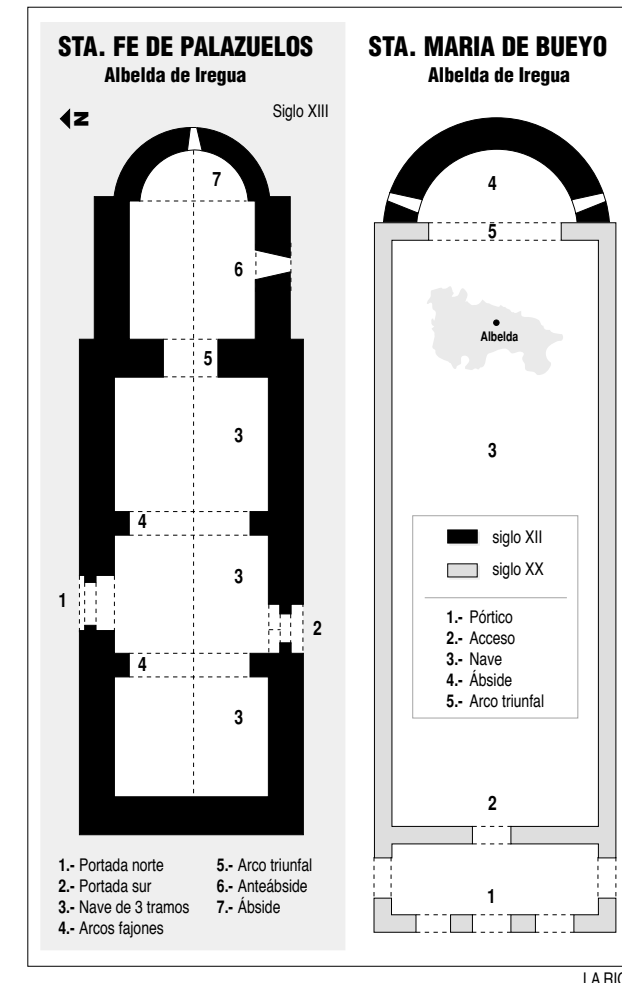 STA. FE DE PALAZUELOS
Albelda de Iregua
Siglo XIII
N
7
6
5
3
4
3
1
2
4
3
1.- Portada norte
2.- Portada sur
3.- Nave de 3 tramos
4.- Arcos fajones
5.- Arco triunfal
6.- Anteábside
7.- Ábside
STA. MARIA DE BUEYO
Albelda de Iregua
4
5
Albelda
3
siglo XII
siglo XX
1.- Pórtico
2.- Acceso
3.- Nave
4.- Ábside
5.- Arco triunfal
2
1